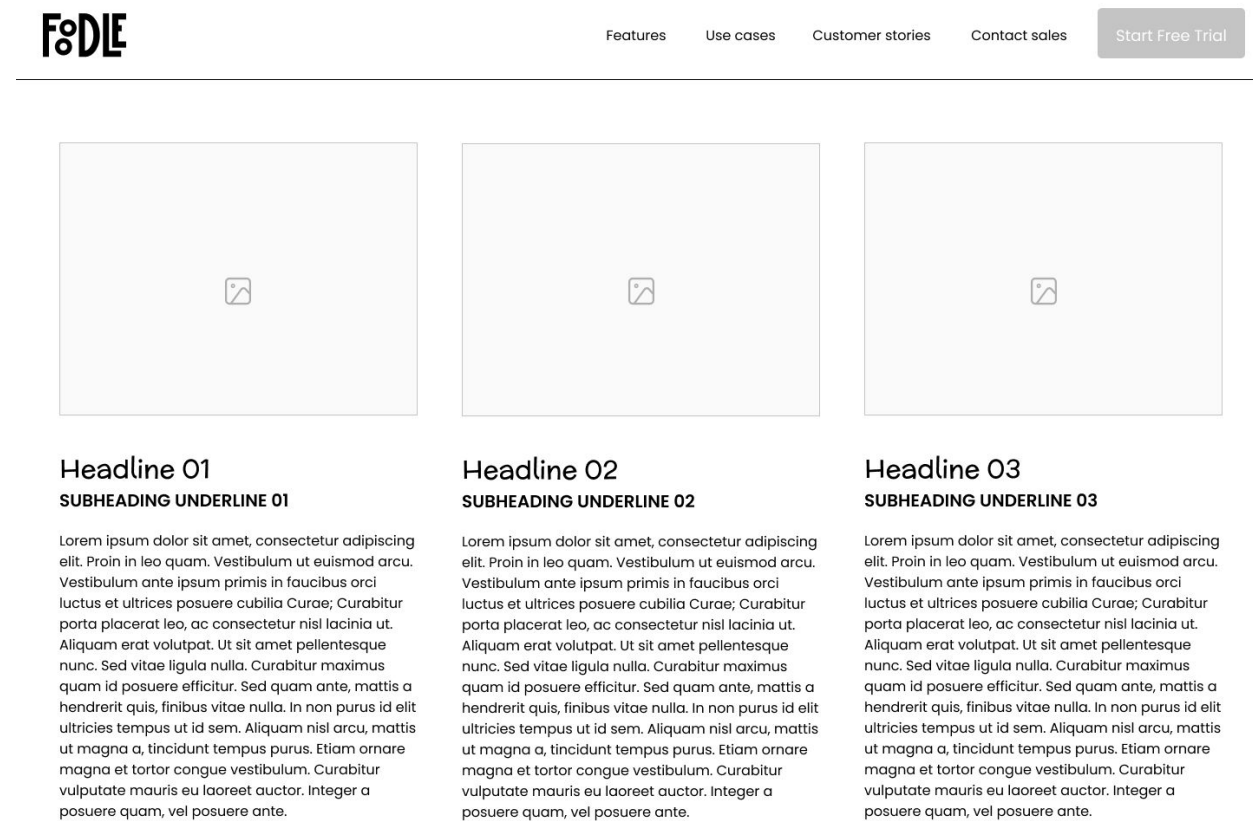 FOODLE
Features
Use cases
Customer stories
Contact sales
Start Free Trial
Headline 01
SUBHEADING UNDERLINE 01
Lorem ipsum dolor sit amet, consectetur adipiscing
elit. Proin in leo quam. Vestibulum ut euismod arcu.
Vestibulum ante ipsum primis in faucibus orci
luctus et ultrices posuere cubilia Curae; Curabitur
porta placerat leo, ac consectetur nisl lacinia ut.
Aliquam erat volutpat. Ut sit amet pellentesque
nunc. Sed vitae ligula nulla. Curabitur maximus
quam id posuere efficitur. Sed quam ante, mattis a
hendrerit quis, finibus vitae nulla. In non purus id elit
ultricies tempus ut id sem. Aliquam nisl arcu, mattis
ut magna a, tincidunt tempus purus. Etiam ornare
magna et tortor congue vestibulum. Curabitur
vulputate mauris eu laoreet auctor. Integer a
posuere quam, vel posuere ante.
Headline 02
SUBHEADING UNDERLINE 02
Lorem ipsum dolor sit amet, consectetur adipiscing
elit. Proin in leo quam. Vestibulum ut euismod arcu.
Vestibulum ante ipsum primis in faucibus orci
luctus et ultrices posuere cubilia Curae; Curabitur
porta placerat leo, ac consectetur nisl lacinia ut.
Aliquam erat volutpat. Ut sit amet pellentesque
nunc. Sed vitae ligula nulla. Curabitur maximus
quam id posuere efficitur. Sed quam ante, mattis a
hendrerit quis, finibus vitae nulla. In non purus id elit
ultricies tempus ut id sem. Aliquam nisl arcu, mattis
ut magna a, tincidunt tempus purus. Etiam ornare
magna et tortor congue vestibulum. Curabitur
vulputate mauris eu laoreet auctor. Integer a
posuere quam, vel posuere ante.
Headline 03
SUBHEADING UNDERLINE 03
Lorem ipsum dolor sit amet, consectetur adipiscing
elit. Proin in leo quam. Vestibulum ut euismod arcu.
Vestibulum ante ipsum primis in faucibus orci
luctus et ultrices posuere cubilia Curae; Curabitur
porta placerat leo, ac consectetur nisl lacinia ut.
Aliquam erat volutpat. Ut sit amet pellentesque
nunc. Sed vitae ligula nulla. Curabitur maximus
quam id posuere efficitur. Sed quam ante, mattis a
hendrerit quis, finibus vitae nulla. In non purus id elit
ultricies tempus ut id sem. Aliquam nisl arcu, mattis
ut magna a, tincidunt tempus purus. Etiam ornare
magna et tortor congue vestibulum. Curabitur
vulputate mauris eu laoreet auctor. Integer a
posuere quam, vel posuere ante.